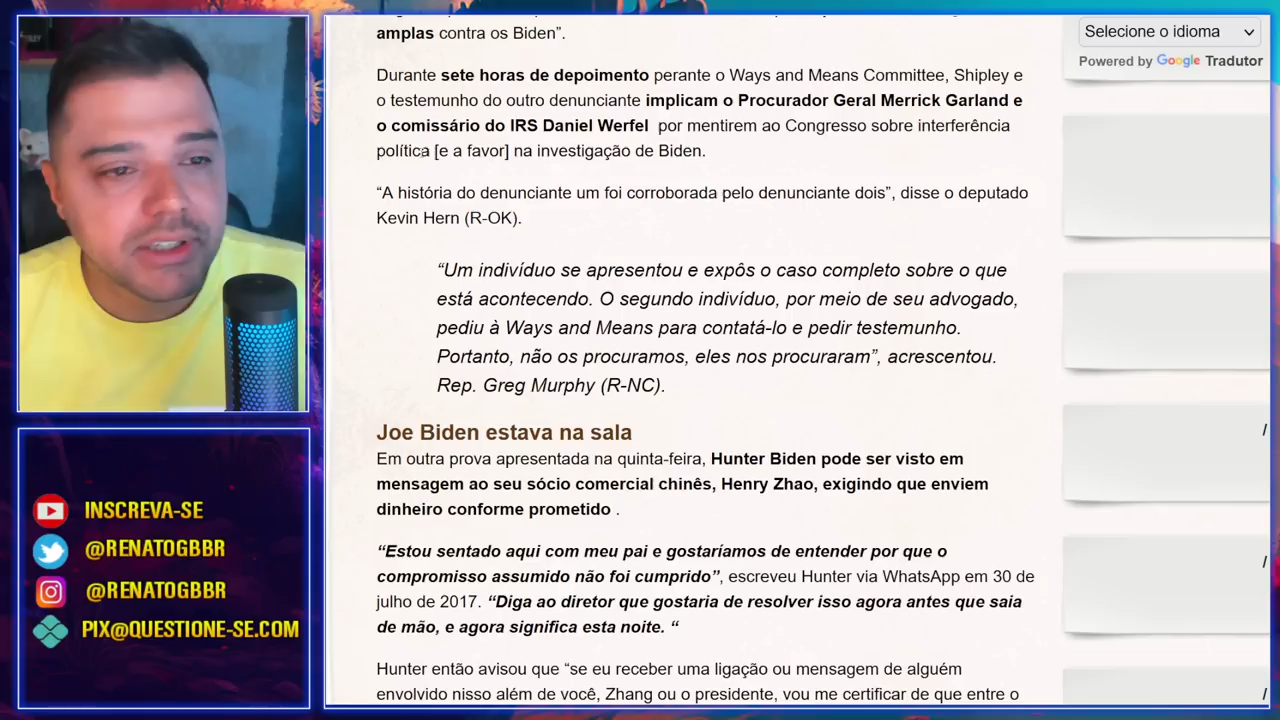 amplas contra os Biden”.
Durante sete horas de depoimento perante o Ways and Means Committee, Shipley e
o testemunho do outro denunciante implicam o Procurador Geral Merrick Garland e
o comissário do IRS Daniel Werfel por mentirem ao Congresso sobre interferência
política [e a favor] na investigação de Biden.
“A história do denunciante um foi corroborada pelo denunciante dois”, disse o deputado
Kevin Hern (R-OK).
“Um indivíduo se apresentou e expôs o caso completo sobre o que
está acontecendo. O segundo indivíduo, por meio de seu advogado,
pediu à Ways and Means para contatá-lo e pedir testemunho.
Portanto, não os procuramos, eles nos procuraram”, acrescentou.
Rep. Greg Murphy (R-NC).
Joe Biden estava na sala
Em outra prova apresentada na quinta-feira, Hunter Biden pode ser visto em
mensagem ao seu sócio comercial chinês, Henry Zhao, exigindo que enviem
dinheiro conforme prometido .
“Estou sentado aqui com meu pai e gostaríamos de entender por que o
compromisso assumido não foi cumprido”, escreveu Hunter via WhatsApp em 30 de
julho de 2017. “Diga ao diretor que gostaria de resolver isso agora antes que saia
de mão, e agora significa esta noite. “
Hunter então avisou que “se eu receber uma ligação ou mensagem de alguém
envolvido nisso além de você, Zhang ou o presidente, vou me certificar de que entre o
Selecione o idioma
Powered by Google Tradutor
/
/
/
INSCREVA-SE
@RENATOGBBR
@RENATOGBBR
PIX@QUESTIONE-SE.COM